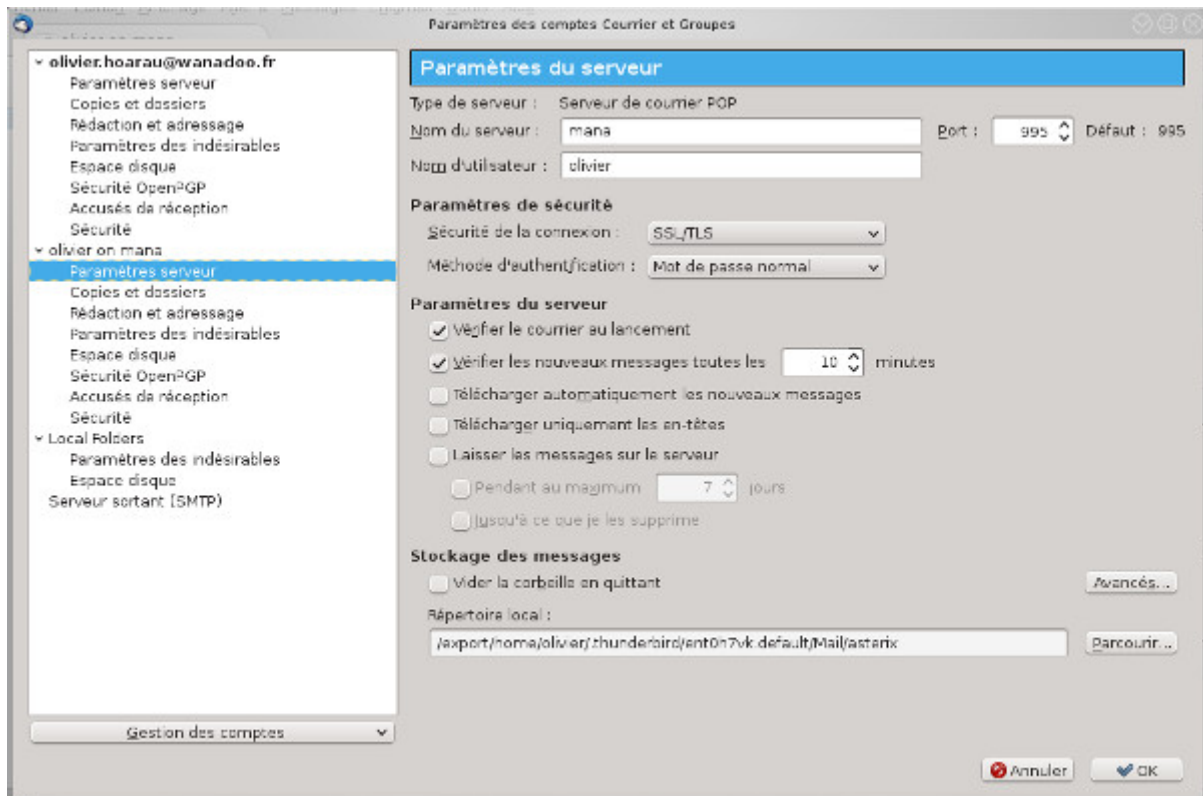 Paramètres des comptes Courrier et Groupes
olivier.hoarau@wanadoo.fr
Paramètres serveur
Copies et dossiers
Rédaction et adressage
Paramètres des indésirables
Espace disque
Sécurité OpenPGP
Accusés de réception
Sécurité
olivier on mana
Paramètres serveur
Copies et dossiers
Rédaction et adressage
Paramètres des indésirables
Espace disque
Sécurité OpenPGP
Accusés de réception
Sécurité
Local Folders
Paramètres des indésirables
Espace disque
Serveur sortant (SMTP)
Gestion des comptes
Paramètres du serveur
Type de serveur : Serveur de courrier POP
Nom du serveur : mana Port : 995 Défaut : 995
Nom d'utilisateur : olivier
Paramètres de sécurité
Sécurité de la connexion : SSL/TLS
Méthode d'authentification : Mot de passe normal
Paramètres du serveur
Vérifier le courrier au lancement
Vérifier les nouveaux messages toutes les 10 minutes
Télécharger automatiquement les nouveaux messages
Télécharger uniquement les en-têtes
Laisser les messages sur le serveur
Pendant au maximum 7 jours
Jusqu'à ce que je les supprime
Stockage des messages
Vider la corbeille en quittant Avancés...
Répertoire local :
/export/home/olivier/.thunderbird/ent0h7vk.default/Mail/asterix Parcourir...
Annuler OK